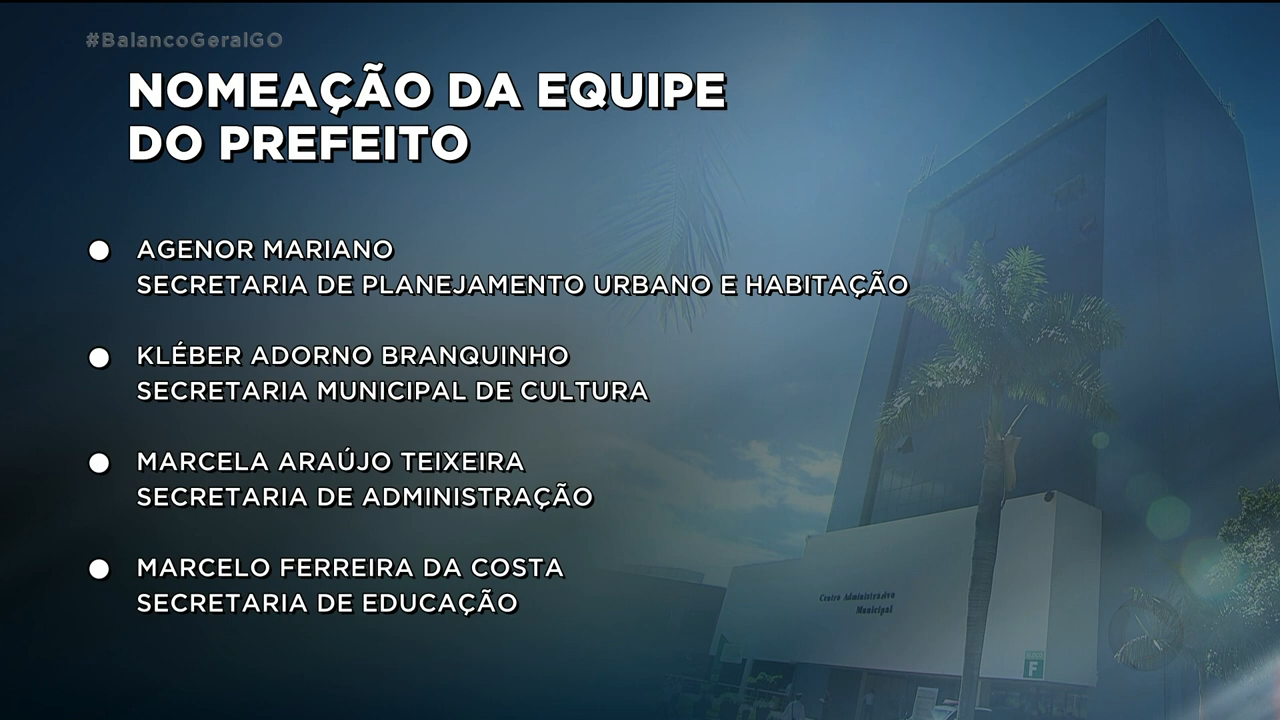 #BalancoGeralGO
NOMEAÇÃO DA EQUIPE
DO PREFEITO
AGENOR MARIANO
SECRETARIA DE PLANEJAMENTO URBANO E HABITAÇÃO
KLÉBER ADORNO BRANQUINHO
SECRETARIA MUNICIPAL DE CULTURA
MARCELA ARAÚJO TEIXEIRA
SECRETARIA DE ADMINISTRAÇÃO
MARCELO FERREIRA DA COSTA
SECRETARIA DE EDUCAÇÃO
Centro Administrativo
Municipal
F